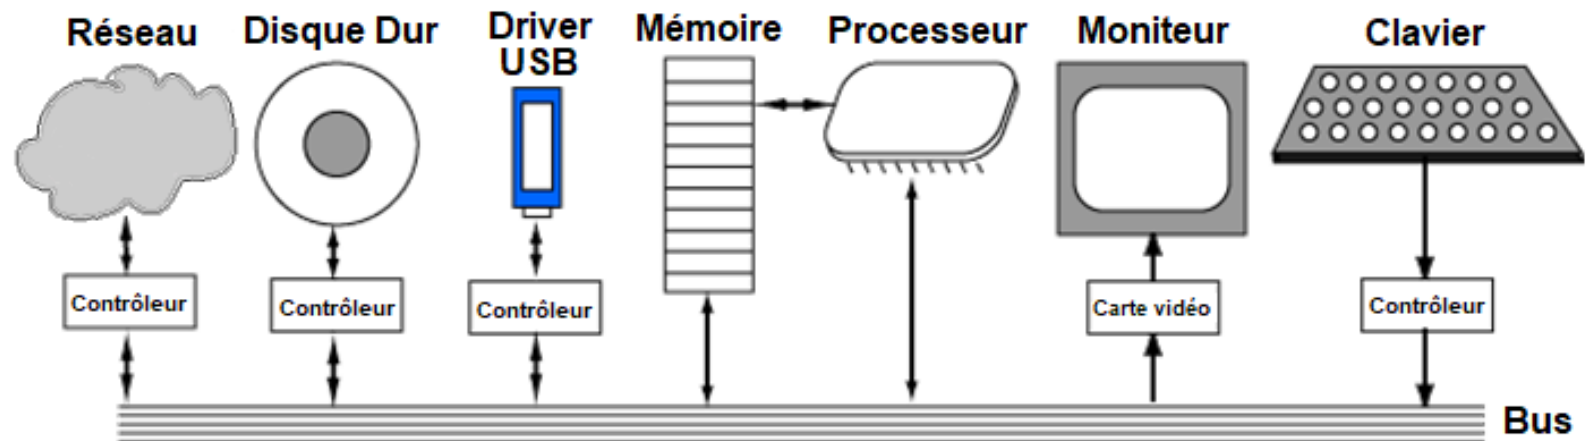 Réseau
Disque Dur
Driver
USB
Mémoire
Processeur
Moniteur
Clavier
Contrôleur
Contrôleur
Contrôleur
Carte vidéo
Contrôleur
Bus